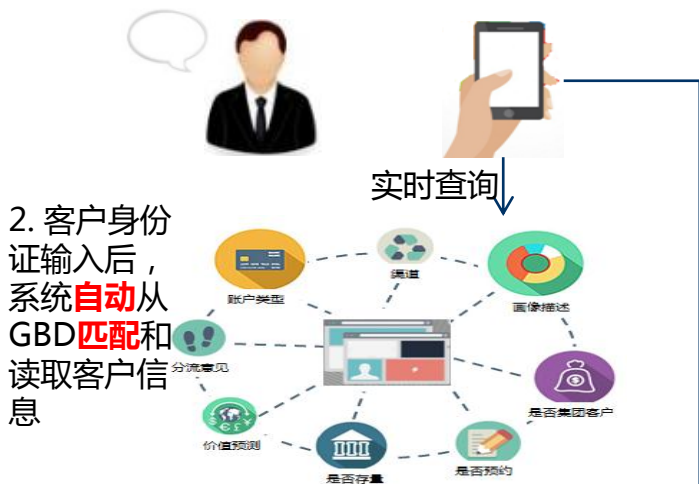 实时查询
2. 客户身份
证输入后，
系统自动从
GBD匹配和
读取客户信
息
账户类型
渠道
画像描述
分流意见
是否集团客户
价值预测
是否存量
是否预约